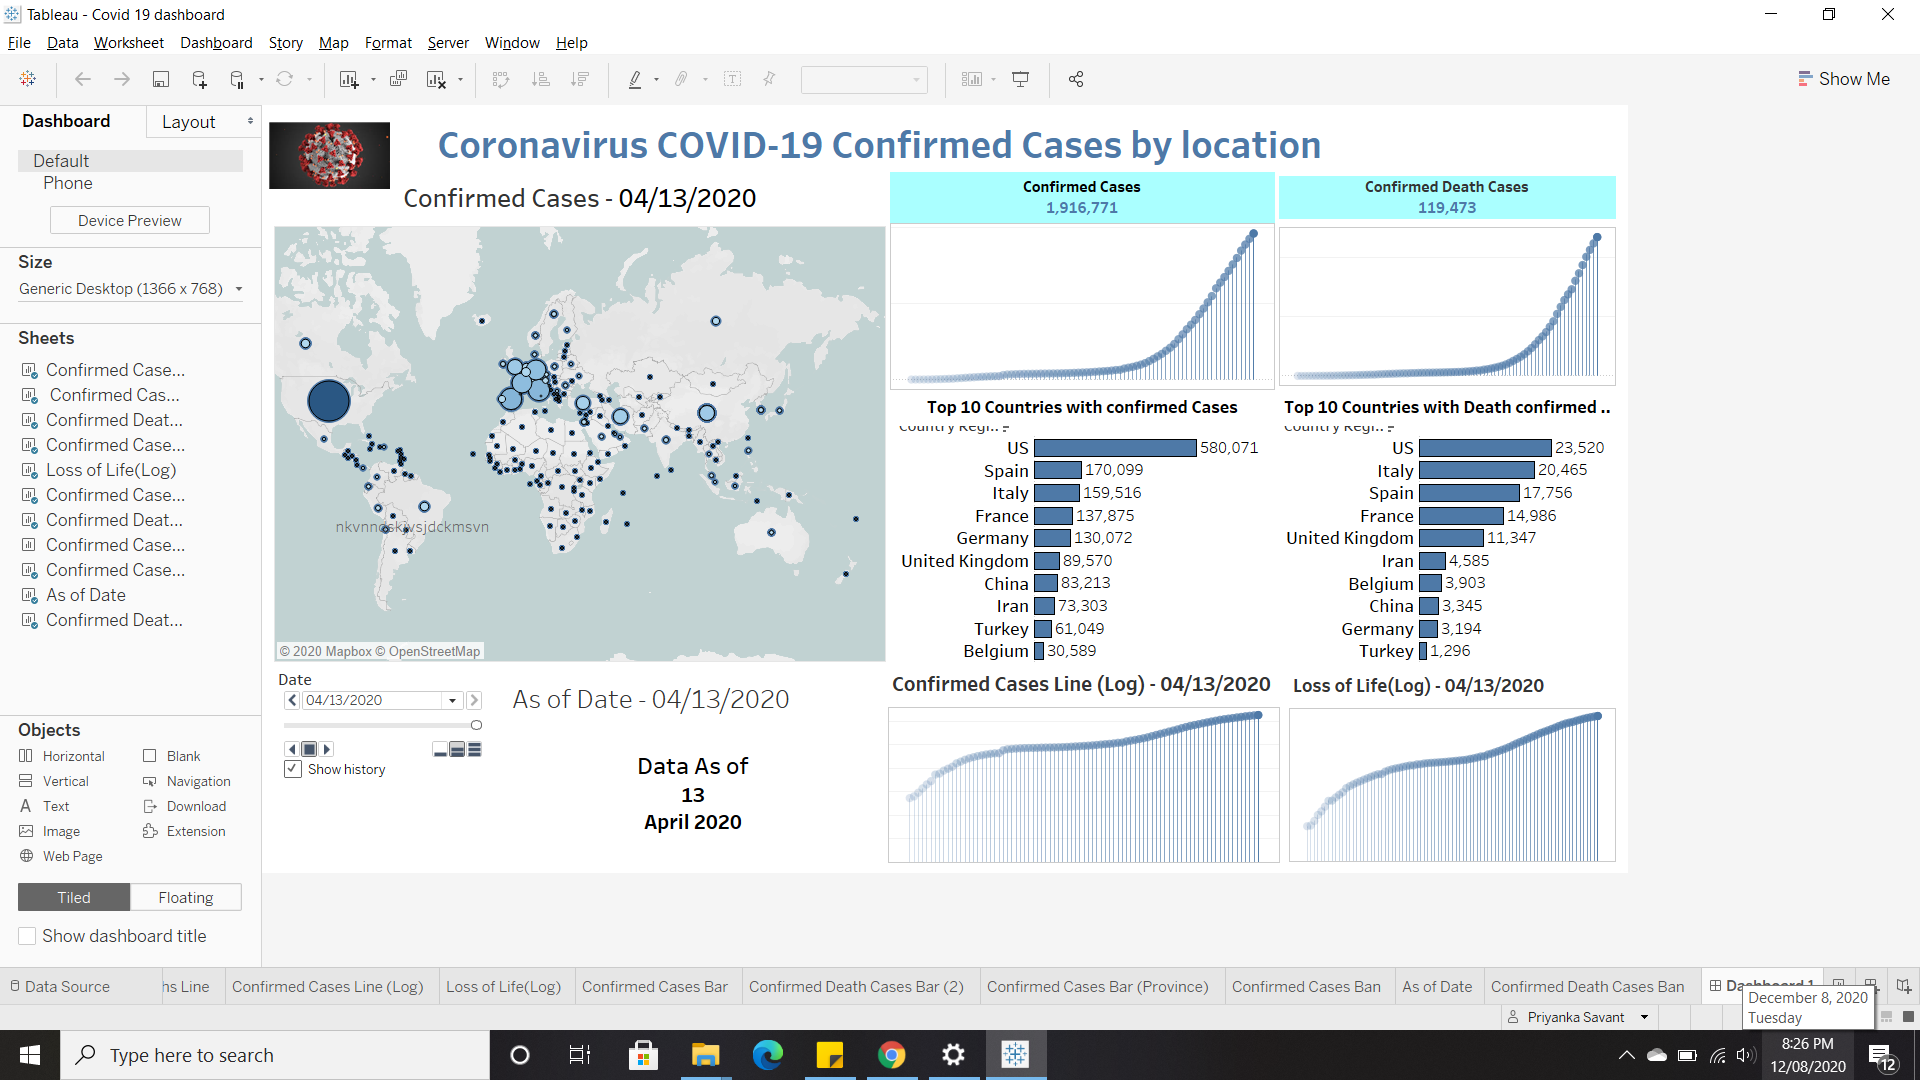 Tableau - Covid 19 dashboard
File Data Worksheet Dashboard Story Map Format Server Window Help
Show Me
Dashboard Layout
Default
Phone
Device Preview
Size
Generic Desktop (1366 x 768)
Sheets
Confirmed Case...
Confirmed Cas...
Confirmed Deat...
Confirmed Case...
Loss of Life(Log)
Confirmed Case...
Confirmed Deat...
Confirmed Case...
Confirmed Case...
As of Date
Confirmed Deat...
Objects
Horizontal Blank
Vertical Navigation
Text Download
Image Extension
Web Page
Tiled Floating
Show dashboard title
Coronavirus COVID-19 Confirmed Cases by location
Confirmed Cases - 04/13/2020
© 2020 Mapbox © OpenStreetMap
Date
04/13/2020
Show history
As of Date - 04/13/2020
Data As of
13
April 2020
Confirmed Cases
1,916,771
Confirmed Death Cases
119,473
Top 10 Countries with confirmed Cases
Country Regi..
US 580,071
Spain 170,099
Italy 159,516
France 137,875
Germany 130,072
United Kingdom 89,570
China 83,213
Iran 73,303
Turkey 61,049
Belgium 30,589
Top 10 Countries with Death confirmed ..
Country Regi..
US 23,520
Italy 20,465
Spain 17,756
France 14,986
United Kingdom 11,347
Iran 4,585
Belgium 3,903
China 3,345
Germany 3,194
Turkey 1,296
Confirmed Cases Line (Log) - 04/13/2020
Loss of Life(Log) - 04/13/2020
Data Source hs Line Confirmed Cases Line (Log) Loss of Life(Log) Confirmed Cases Bar Confirmed Death Cases Bar (2) Confirmed Cases Bar (Province) Confirmed Cases Ban As of Date Confirmed Death Cases Ban Dashboard 1
December 8, 2020
Tuesday
Priyanka Savant
Type here to search
8:26 PM
12/08/2020
12